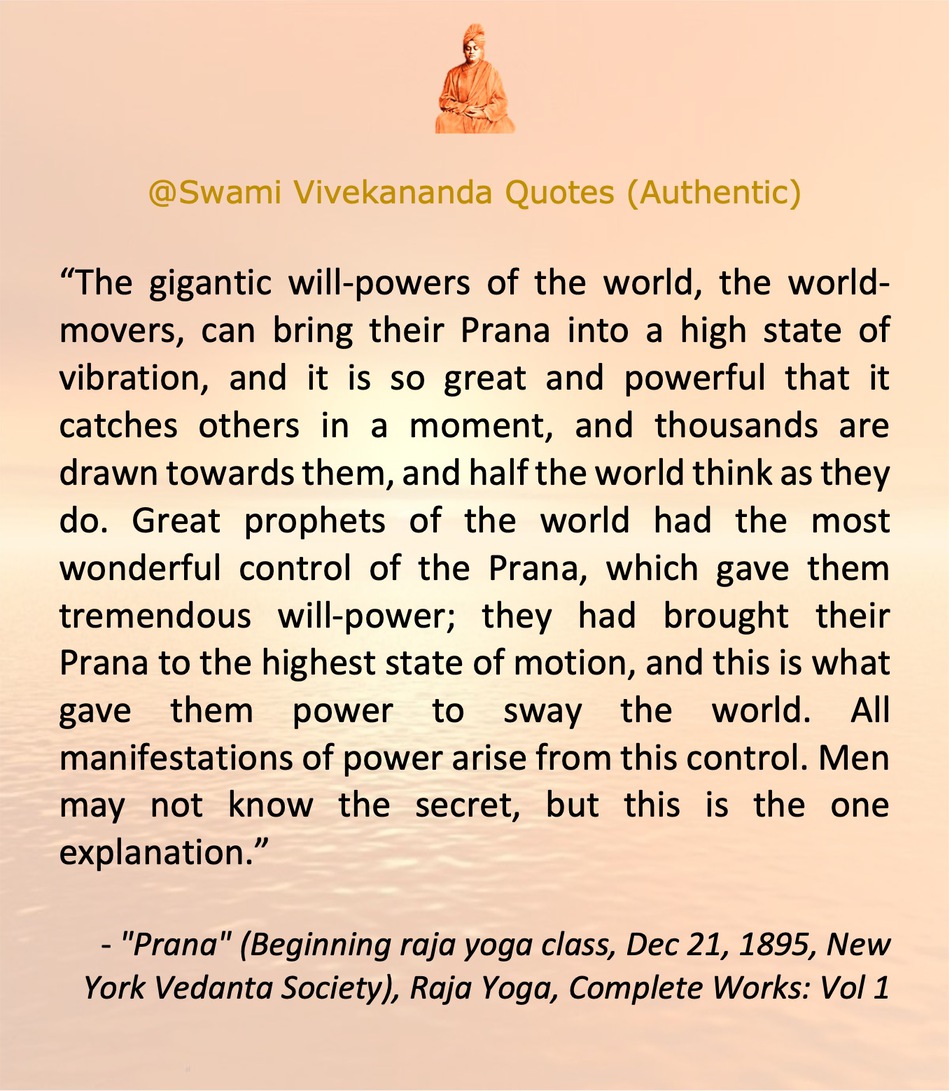 @Swami Vivekananda Quotes (Authentic)
“The gigantic will-powers of the world, the world-
movers, can bring their Prana into a high state of
vibration, and it is so great and powerful that it
catches others in a moment, and thousands are
drawn towards them, and half the world think as they
do. Great prophets of the world had the most
wonderful control of the Prana, which gave them
tremendous will-power; they had brought their
Prana to the highest state of motion, and this is what
gave them power to sway the world. All
manifestations of power arise from this control. Men
may not know the secret, but this is the one
explanation.”
- "Prana" (Beginning raja yoga class, Dec 21, 1895, New
York Vedanta Society), Raja Yoga, Complete Works: Vol 1